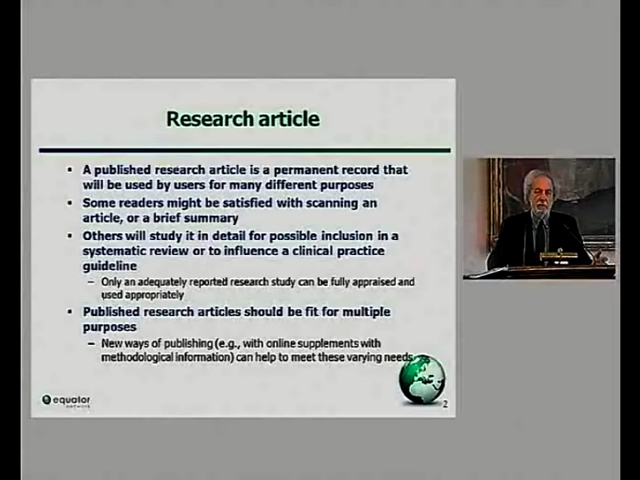 Research article
• A published research article is a permanent record that
will be used by users for many different purposes
• Some readers might be satisfied with scanning an
article, or a brief summary
• Others will study it in detail for possible inclusion in a
systematic review or to influence a clinical practice
guideline
– Only an adequately reported research study can be fully appraised and
used appropriately
• Published research articles should be fit for multiple
purposes
– New ways of publishing (e.g., with online supplements with
methodological information) can help to meet these varying needs
equator
network
2